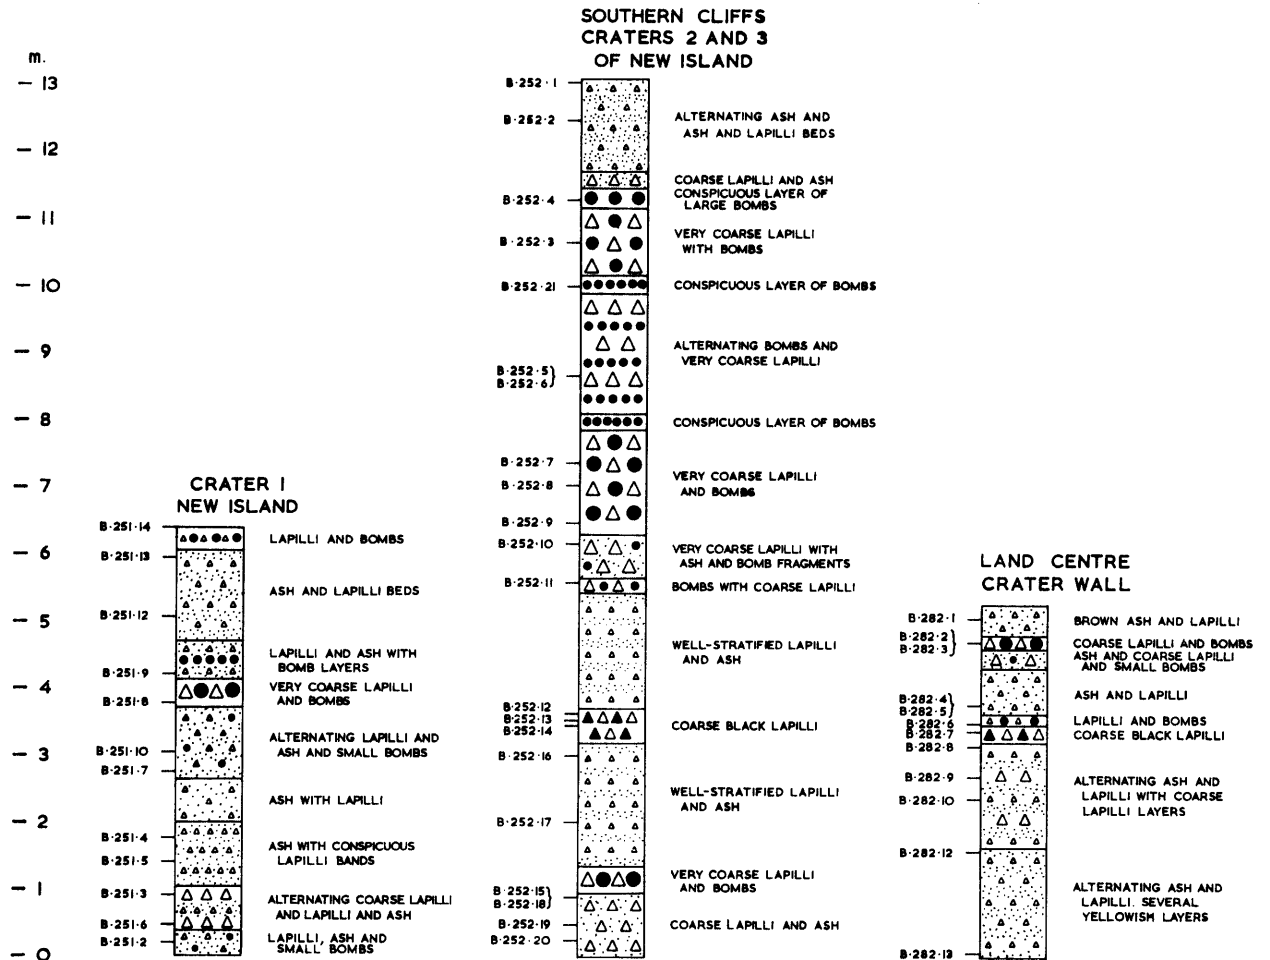 m.
— 13
— 12
— 11
— 10
— 9
— 8
— 7
— 6
— 5
— 4
— 3
— 2
— 1
— 0
CRATER 1
NEW ISLAND
B·251·14
B·251·13
B·251·12
B·251·9
B·251·8
B·251·10
B·251·7
B·251·4
B·251·5
B·251·3
B·251·6
B·251·2
LAPILLI AND BOMBS
ASH AND LAPILLI BEDS
LAPILLI AND ASH WITH
BOMB LAYERS
VERY COARSE LAPILLI
AND BOMBS
ALTERNATING LAPILLI AND
ASH AND SMALL BOMBS
ASH WITH LAPILLI
ASH WITH CONSPICUOUS
LAPILLI BANDS
ALTERNATING COARSE LAPILLI
AND LAPILLI AND ASH
LAPILLI, ASH AND
SMALL BOMBS
SOUTHERN CLIFFS
CRATERS 2 AND 3
OF NEW ISLAND
B·252·1
B·252·2
B·252·4
B·252·3
B·252·21
B·252·5
B·252·6
B·252·7
B·252·8
B·252·9
B·252·10
B·252·11
B·252·12
B·252·13
B·252·14
B·252·16
B·252·17
B·252·15
B·252·18
B·252·19
B·252·20
ALTERNATING ASH AND
ASH AND LAPILLI BEDS
COARSE LAPILLI AND ASH
CONSPICUOUS LAYER OF
LARGE BOMBS
VERY COARSE LAPILLI
WITH BOMBS
CONSPICUOUS LAYER OF BOMBS
ALTERNATING BOMBS AND
VERY COARSE LAPILLI
CONSPICUOUS LAYER OF BOMBS
VERY COARSE LAPILLI
AND BOMBS
VERY COARSE LAPILLI WITH
ASH AND BOMB FRAGMENTS
BOMBS WITH COARSE LAPILLI
WELL-STRATIFIED LAPILLI
AND ASH
COARSE BLACK LAPILLI
WELL-STRATIFIED LAPILLI
AND ASH
VERY COARSE LAPILLI
AND BOMBS
COARSE LAPILLI AND ASH
LAND CENTRE
CRATER WALL
B·282·1
B·282·2
B·282·3
B·282·4
B·282·5
B·282·6
B·282·7
B·282·8
B·282·9
B·282·10
B·282·12
B·282·13
BROWN ASH AND LAPILLI
COARSE LAPILLI AND BOMBS
ASH AND COARSE LAPILLI
AND SMALL BOMBS
ASH AND LAPILLI
LAPILLI AND BOMBS
COARSE BLACK LAPILLI
ALTERNATING ASH AND
LAPILLI WITH COARSE
LAPILLI LAYERS
ALTERNATING ASH AND
LAPILLI. SEVERAL
YELLOWISH LAYERS